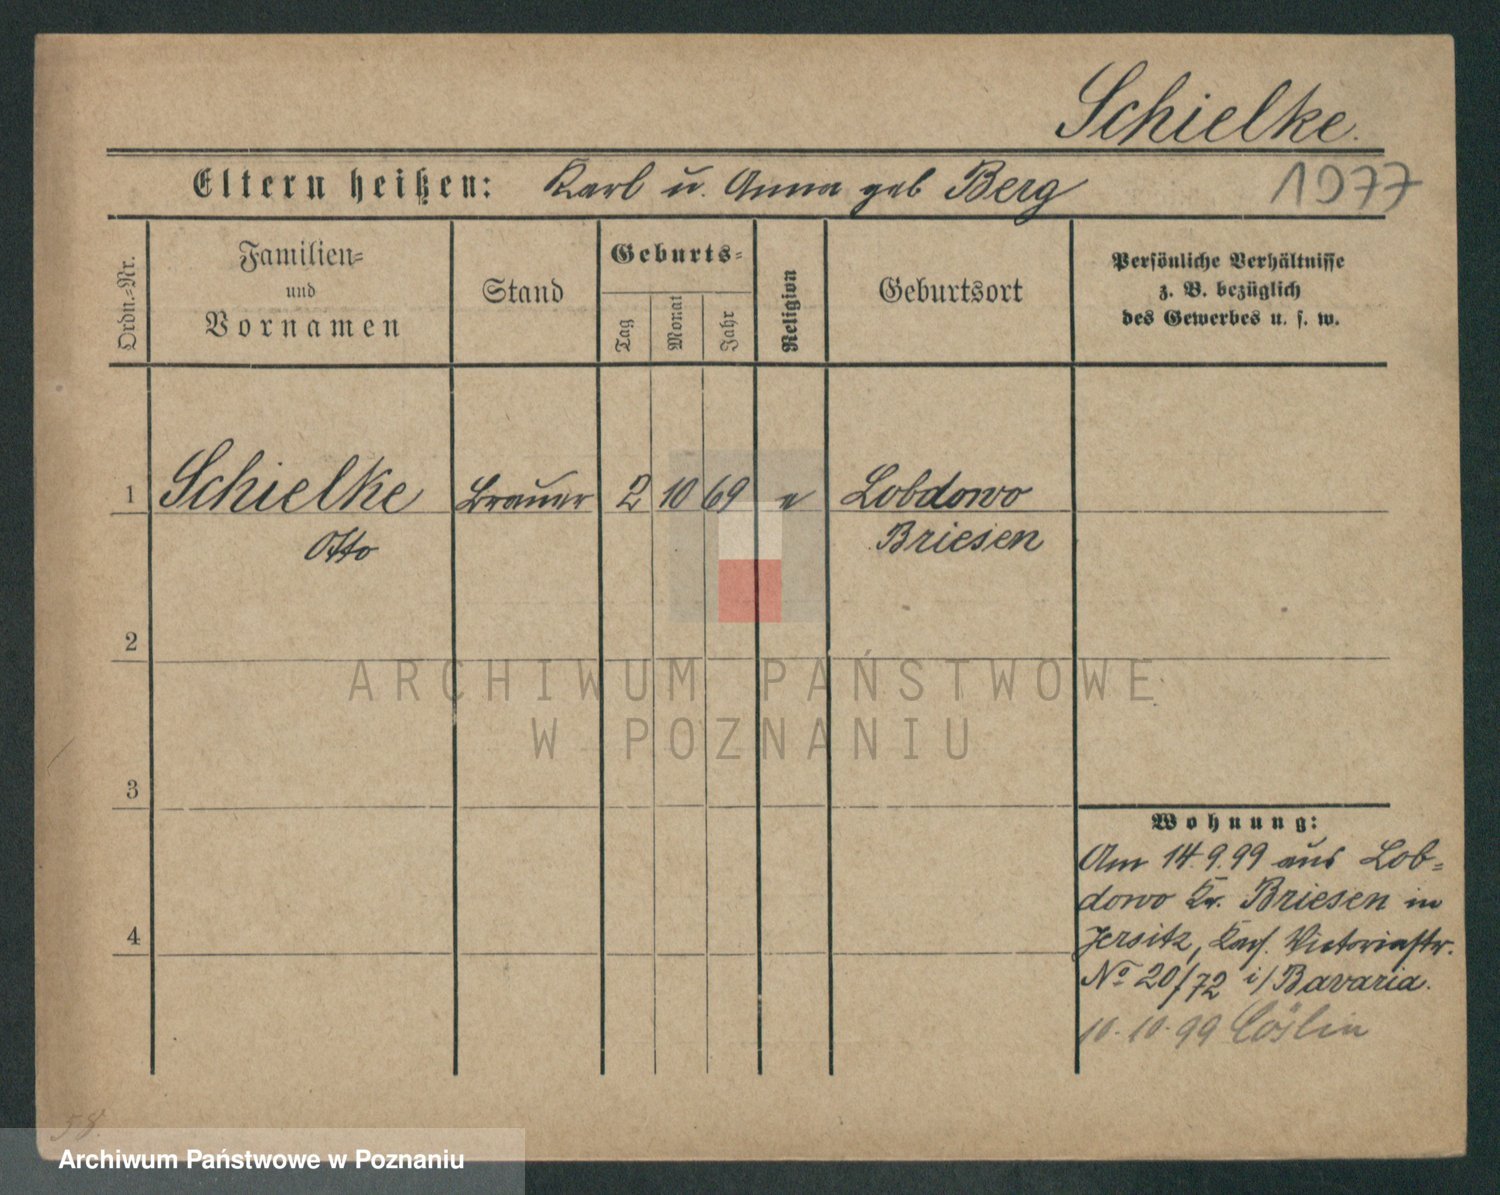 Schielke.
Eltern heißen: Karl u. Anna geb Berg
1977
Ordn.-Nr.
Familien-
und
Vornamen
Stand
Geburts-
Tag
Monat
Jahr
Religion
Geburtsort
Persönliche Verhältnisse
z. B. bezüglich
des Gewerbes u. s. w.
1 Schielke Brauer 2 10 69 e Lobdowo
Otto Briesen
2
ARCHIWUM PAŃSTWOWE
W POZNANIU
3
Wohnung:
Am 14.9.99 aus Lob-
dowo Kr. Briesen in
4
Jersitz, Victoriastr.
No 20/72 i/Bavaria.
10.10.99 Cöslin
58.
Archiwum Państwowe w Poznaniu